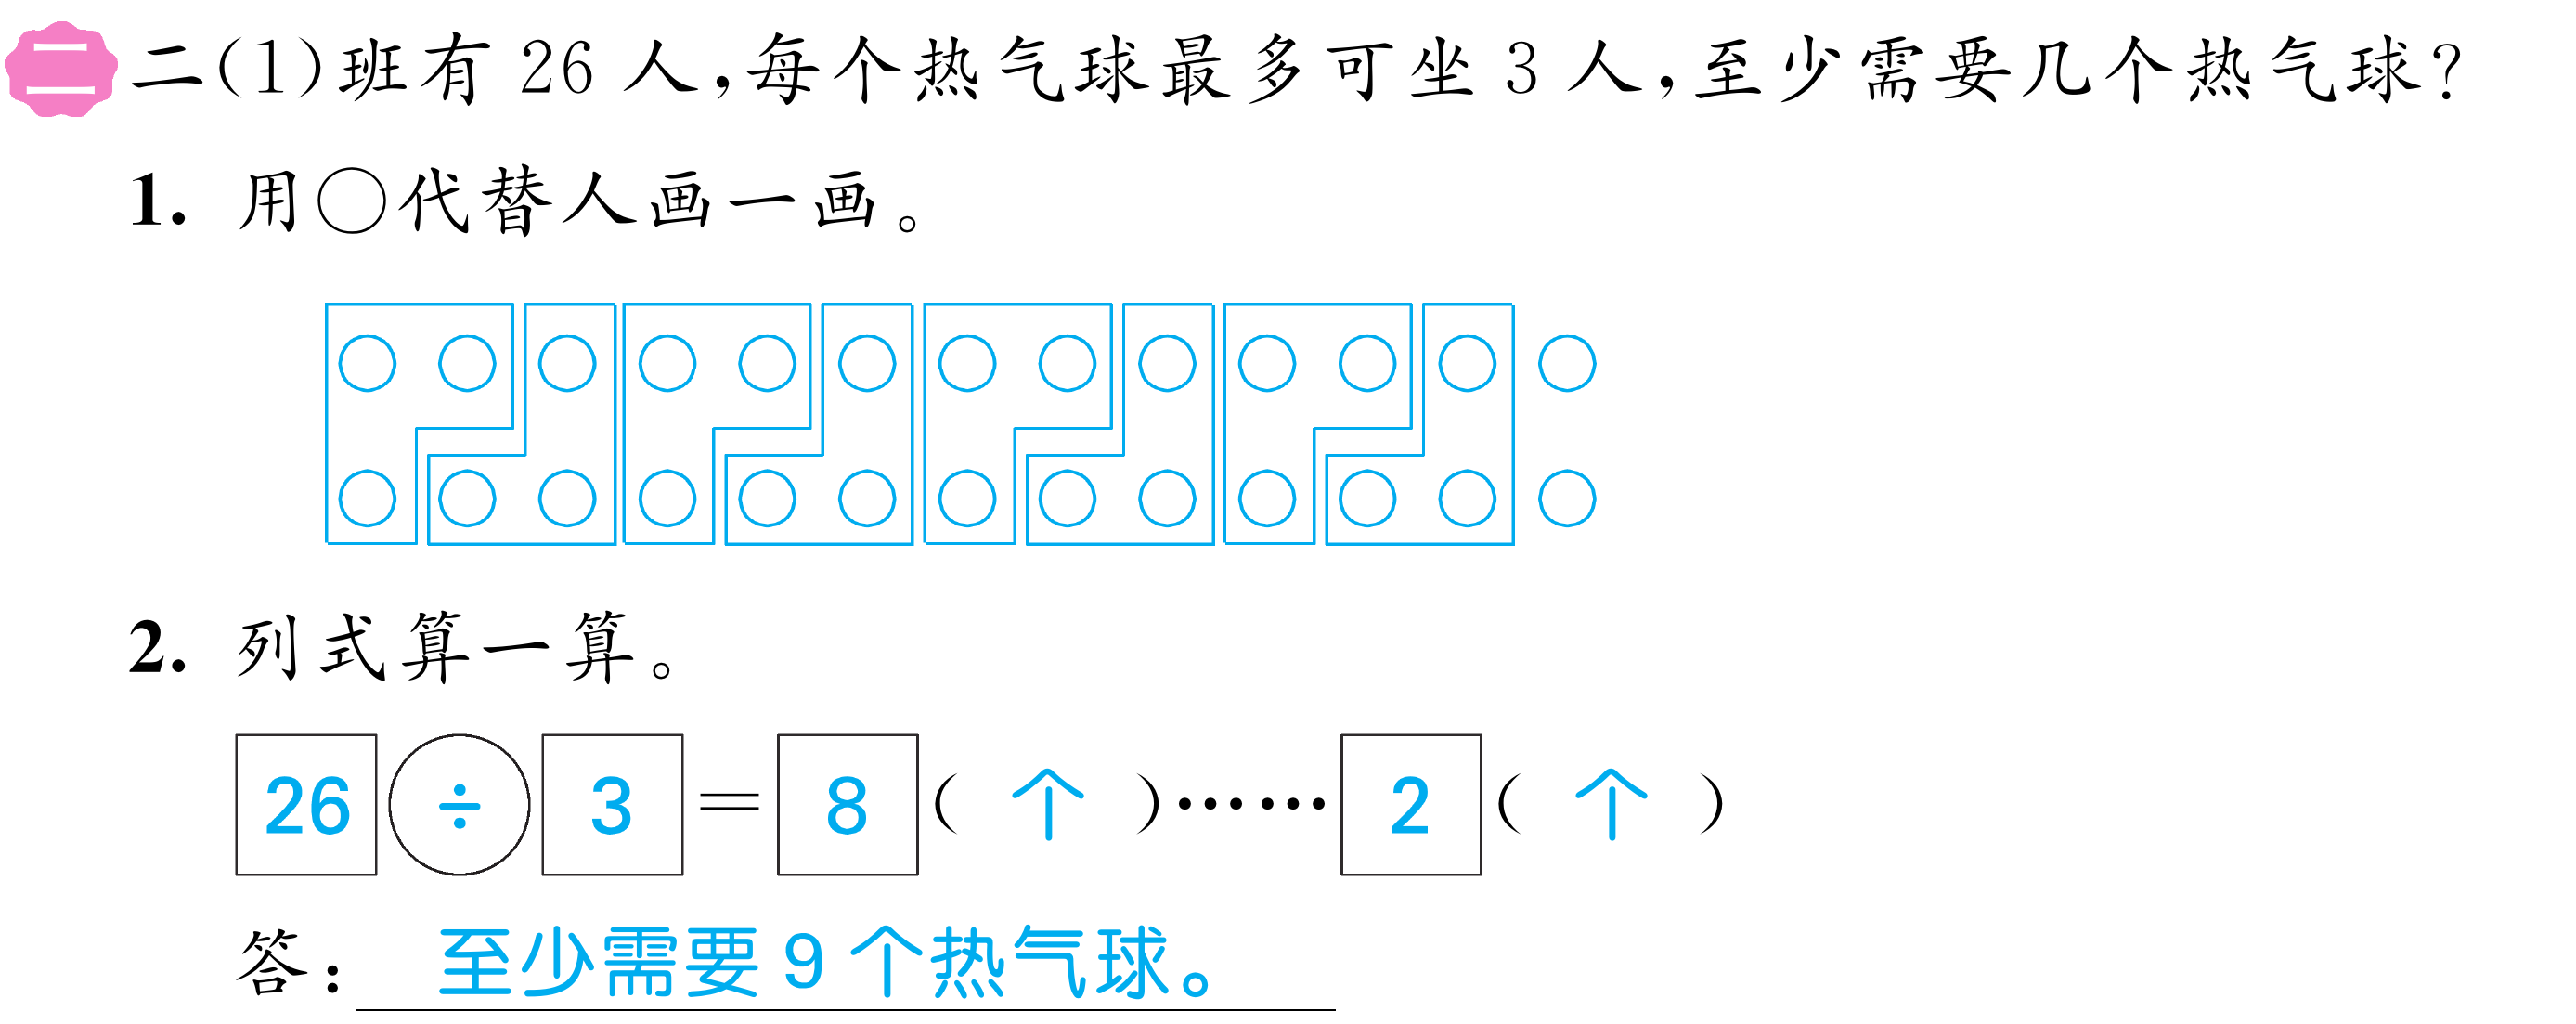 二 二(1)班有 26 人,每个热气球最多可坐 3 人,至少需要几个热气球?
1. 用○代替人画一画。
2. 列式算一算。
26 ÷ 3 = 8 ( 个 ) …… 2 ( 个 )
答: 至少需要 9 个热气球。